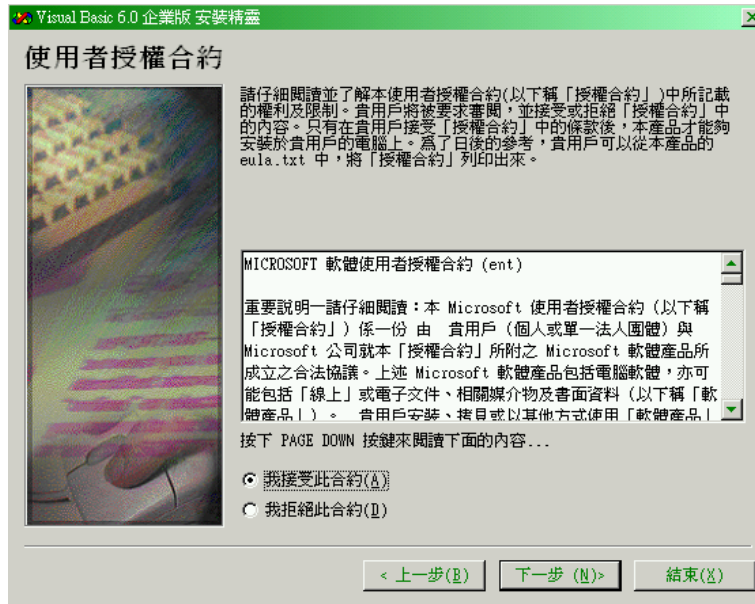 Visual Basic 6.0 企業版 安裝精靈
使用者授權合約
請仔細閱讀並了解本使用者授權合約(以下稱「授權合約」)中所記載
的權利及限制。貴用戶將被要求審閱，並接受或拒絕「授權合約」中
的內容。只有在貴用戶接受「授權合約」中的條款後，本產品才能夠
安裝於貴用戶的電腦上。爲了日後的參考，貴用戶可以從本產品的
eula.txt 中，將「授權合約」列印出來。
MICROSOFT 軟體使用者授權合約 (ent)
重要說明—請仔細閱讀：本 Microsoft 使用者授權合約 (以下稱
「授權合約」) 係一份 由 貴用戶 (個人或單一法人團體) 與
Microsoft 公司就本「授權合約」所附之 Microsoft 軟體產品所
成立之合法協議。上述 Microsoft 軟體產品包括電腦軟體，亦可
能包括「線上」或電子文件、相關媒介物及書面資料 (以下稱「軟
體產品」) 。 貴用戶安裝、拷貝或以其他方式使用「軟體產品」
按下 PAGE DOWN 按鍵來閱讀下面的內容...
我接受此合約(A)
我拒絕此合約(D)
< 上一步(B) 下一步 (N)> 結束(X)